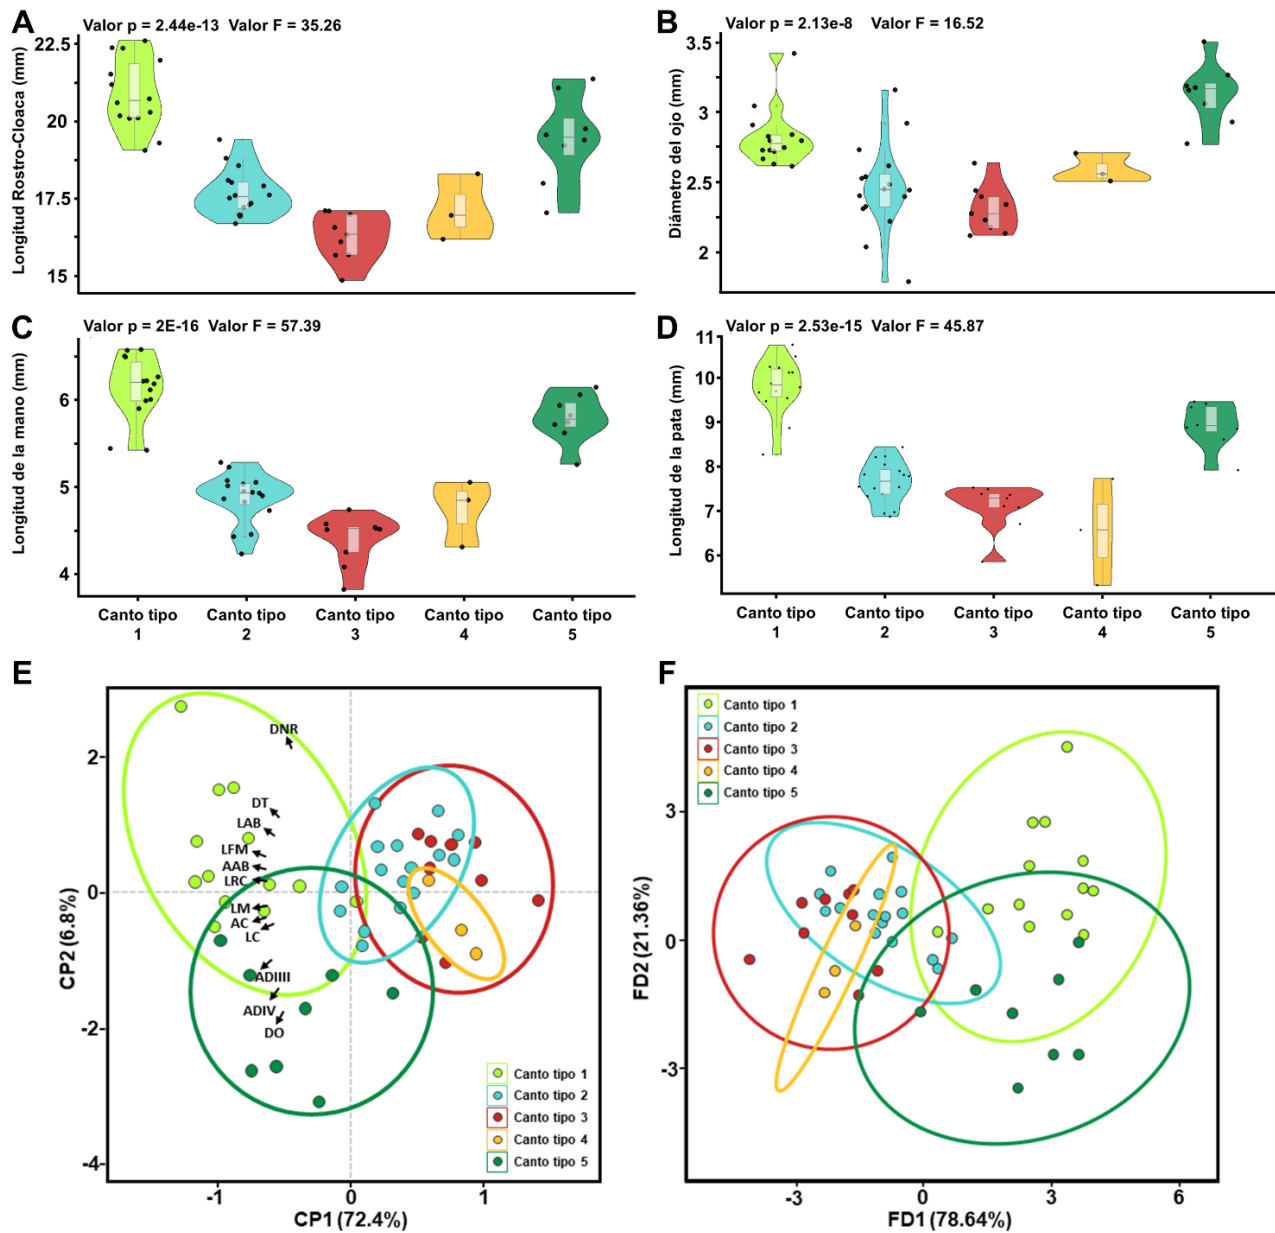 A
Valor p = 2.44e-13 Valor F = 35.26
Longitud Rostro-Cloaca (mm)
22.5
20
17.5
15
B
Valor p = 2.13e-8 Valor F = 16.52
Diámetro del ojo (mm)
3.5
3
2.5
2
C
Valor p = 2E-16 Valor F = 57.39
Longitud de la mano (mm)
6
5
4
Canto tipo 1
Canto tipo 2
Canto tipo 3
Canto tipo 4
Canto tipo 5
D
Valor p = 2.53e-15 Valor F = 45.87
Longitud de la pata (mm)
11
10
9
8
7
6
Canto tipo 1
Canto tipo 2
Canto tipo 3
Canto tipo 4
Canto tipo 5
E
CP2 (6.8%)
2
0
-2
-4
DNR
DT
LAB
LFM
AAB
LRC
LM
AC
LC
ADIIII
ADIV
DO
Canto tipo 1
Canto tipo 2
Canto tipo 3
Canto tipo 4
Canto tipo 5
-1
0
1
CP1 (72.4%)
F
FD2 (21.36%)
3
0
-3
Canto tipo 1
Canto tipo 2
Canto tipo 3
Canto tipo 4
Canto tipo 5
-3
0
3
6
FD1 (78.64%)